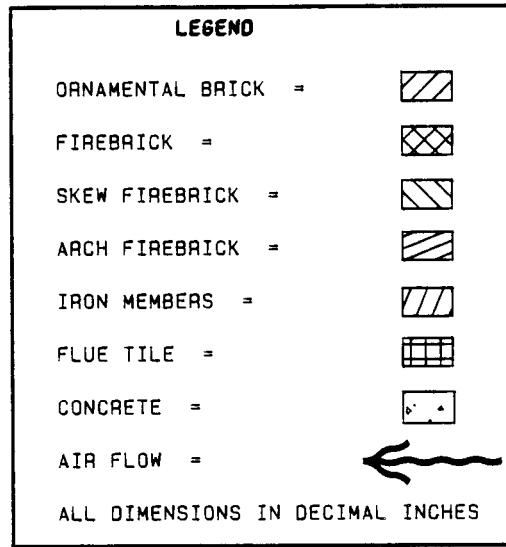 LEGEND
ORNAMENTAL BRICK =
FIREBRICK =
SKEW FIREBRICK =
ARCH FIREBRICK =
IRON MEMBERS =
FLUE TILE =
CONCRETE =
AIR FLOW =
ALL DIMENSIONS IN DECIMAL INCHES